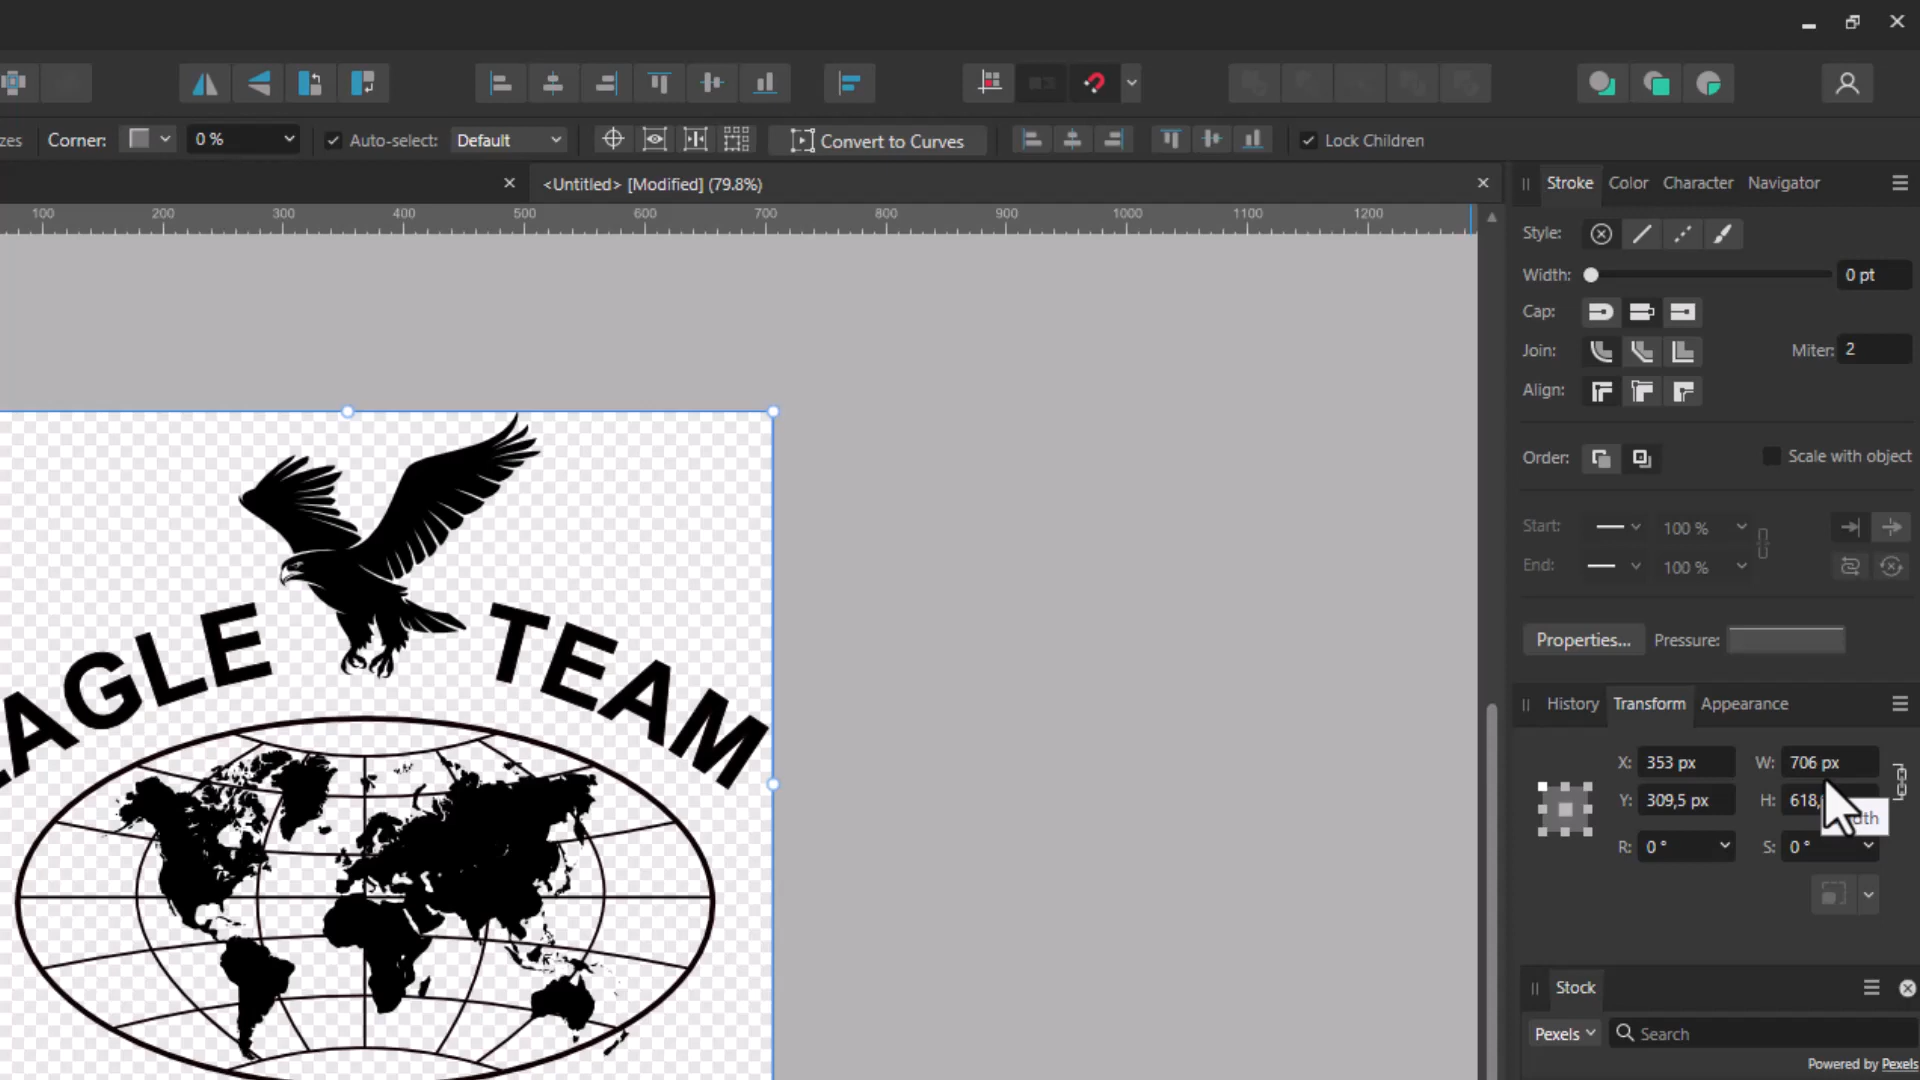 zes Corner: 0 % Auto-select: Default Convert to Curves Lock Children
<Untitled> [Modified] (79.8%)
Stroke Color Character Navigator
100 200 300 400 500 600 700 800 900 1000 1100 1200
Style:
Width: 0 pt
Cap:
Join: Miter: 2
Align:
Order: Scale with object
Start: 100 %
End: 100 %
Properties... Pressure:
EAGLE TEAM
History Transform Appearance
X: 353 px W: 706 px
Y: 309,5 px H: 618,
R: 0 ° S: 0 °
Stock
Pexels Search
Powered by Pexels